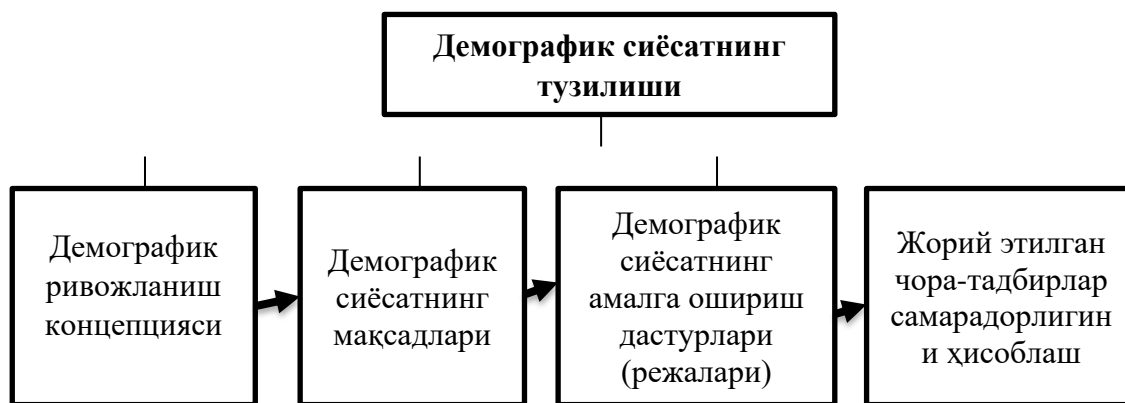 Демографик сиёсатнинг
тузилиши
Демографик
ривожланиш
концепцияси
Демографик
сиёсатнинг
мақсадлари
Демографик
сиёсатнинг
амалга ошириш
дастурлари
(режалари)
Жорий этилган
чора-тадбирлар
самарадорлигин
и ҳисоблаш